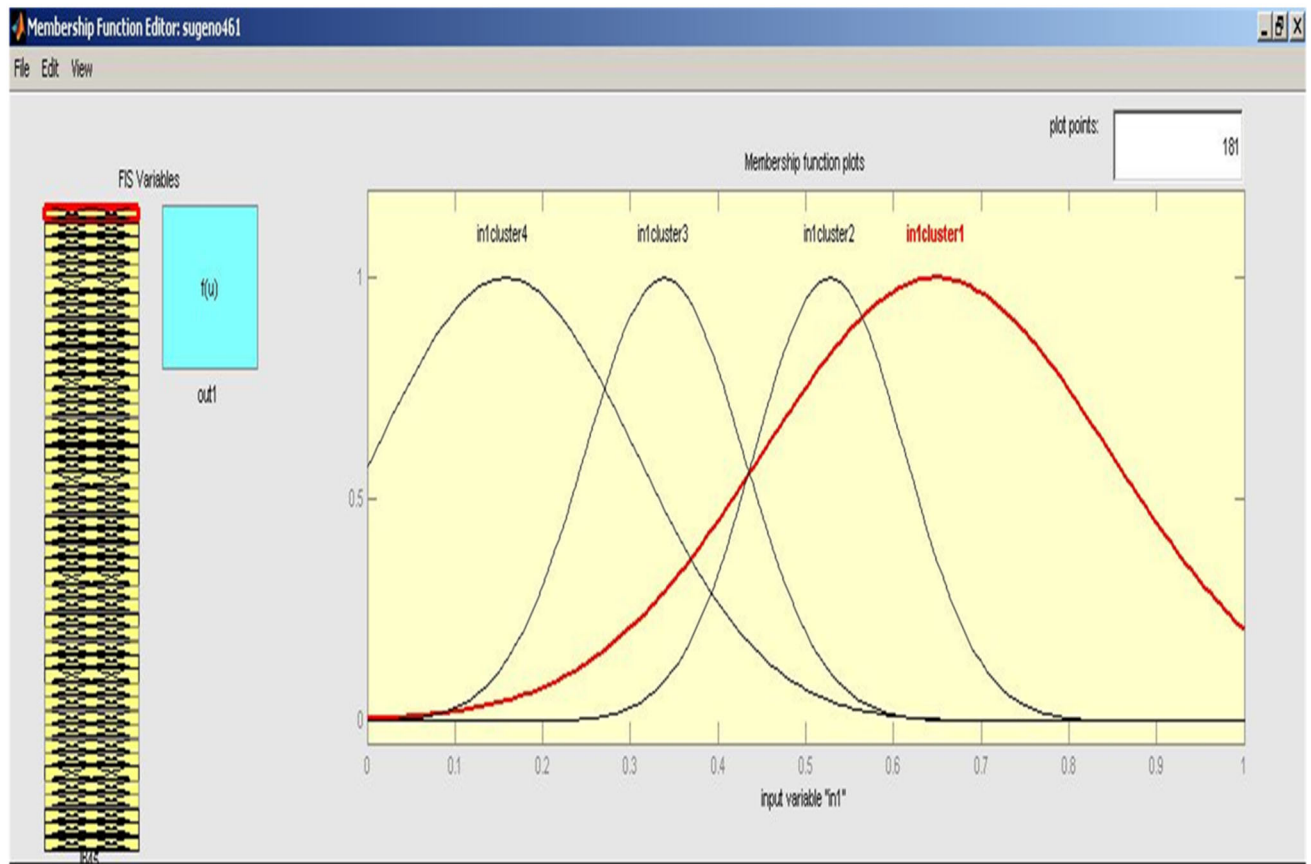 Membership Function Editor: sugeno461
File Edit View
plot points:
181
Membership function plots
FIS Variables
f(u)
out1
in1cluster4
in1cluster3
in1cluster2
in1cluster1
1
0.5
0
0 0.1 0.2 0.3 0.4 0.5 0.6 0.7 0.8 0.9 1
input variable "in1"